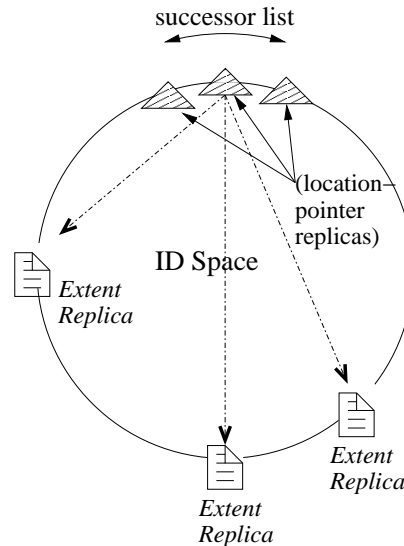 successor list
(location–
pointer
replicas)
ID Space
Extent
Replica
Extent
Replica
Extent
Replica